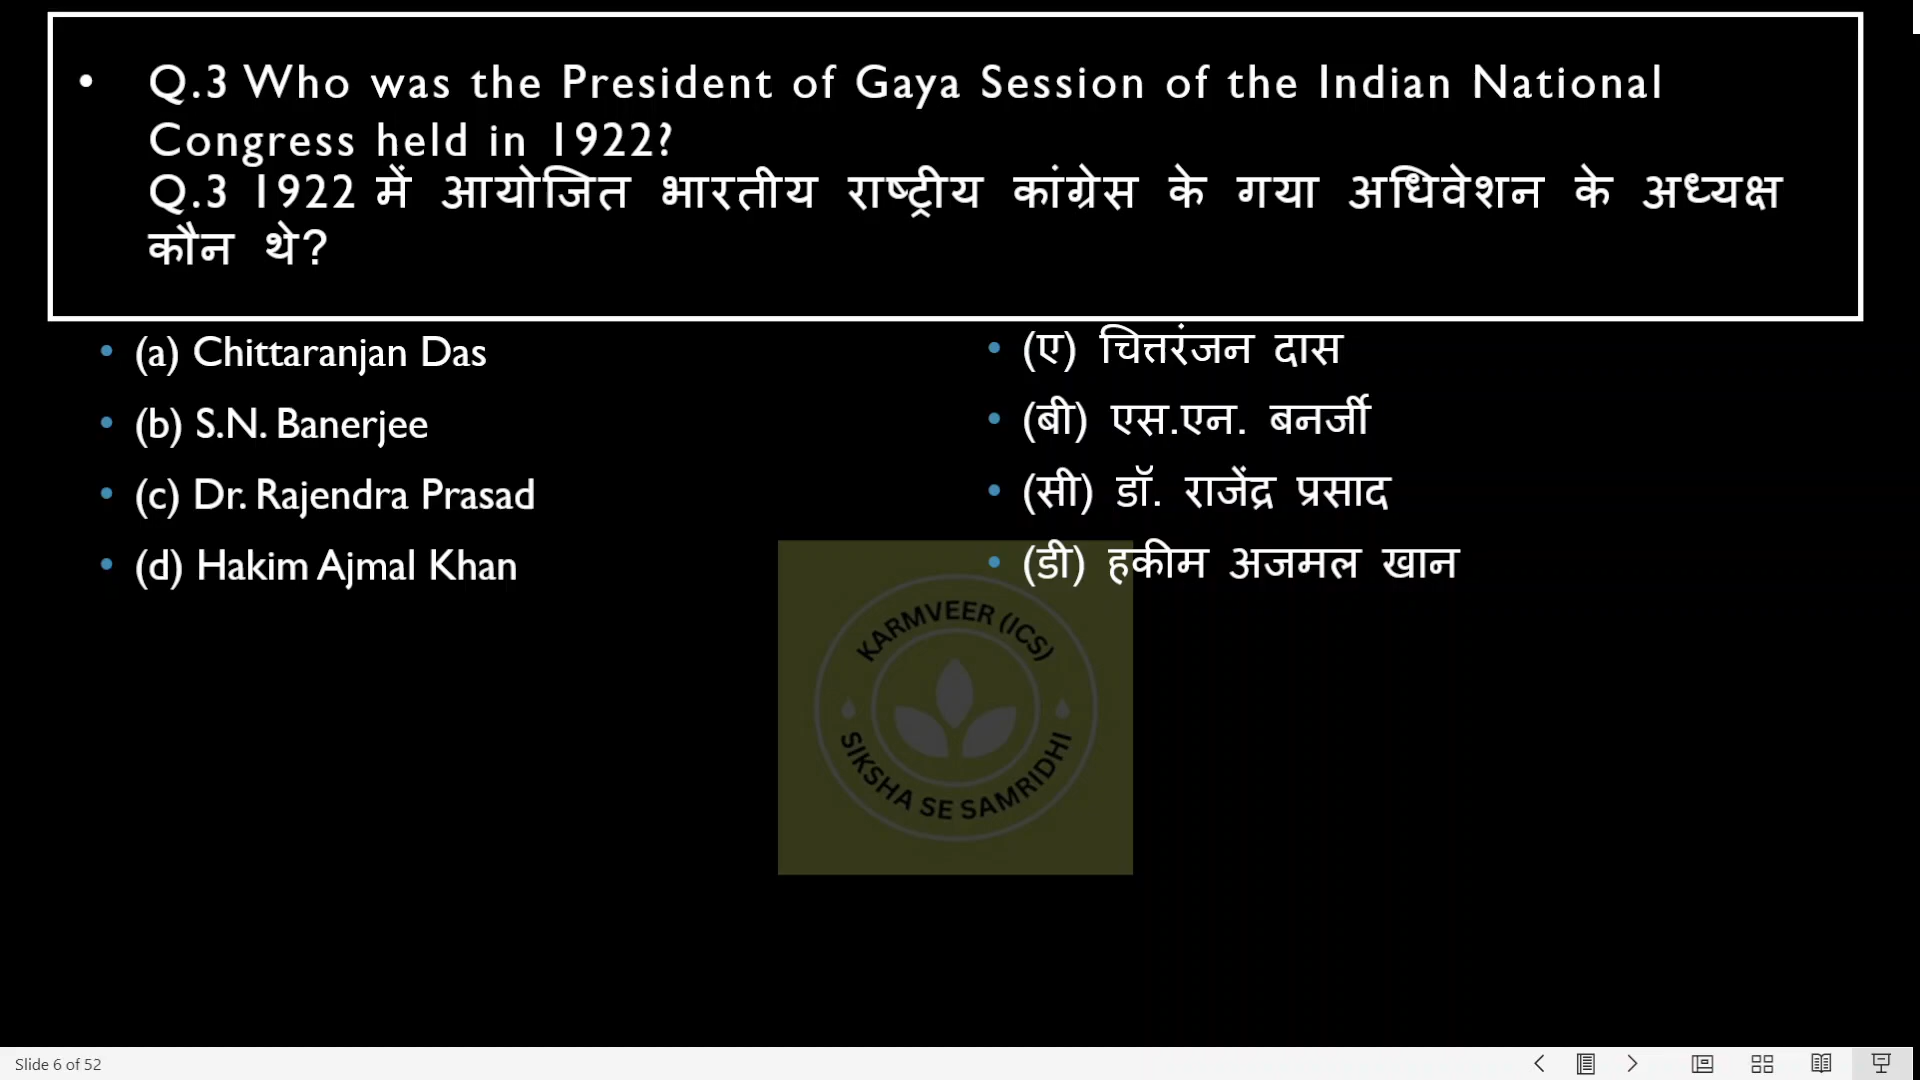 • Q.3 Who was the President of Gaya Session of the Indian National
Congress held in 1922?
Q.3 1922 में आयोजित भारतीय राष्ट्रीय कांग्रेस के गया अधिवेशन के अध्यक्ष
कौन थे?
• (a) Chittaranjan Das
• (b) S.N. Banerjee
• (c) Dr. Rajendra Prasad
• (d) Hakim Ajmal Khan
• (ए) चित्तरंजन दास
• (बी) एस.एन. बनर्जी
• (सी) डॉ. राजेंद्र प्रसाद
• (डी) हकीम अजमल खान
KARMVEER (ICS)
SIKSHA SE SAMRIDHI
Slide 6 of 52